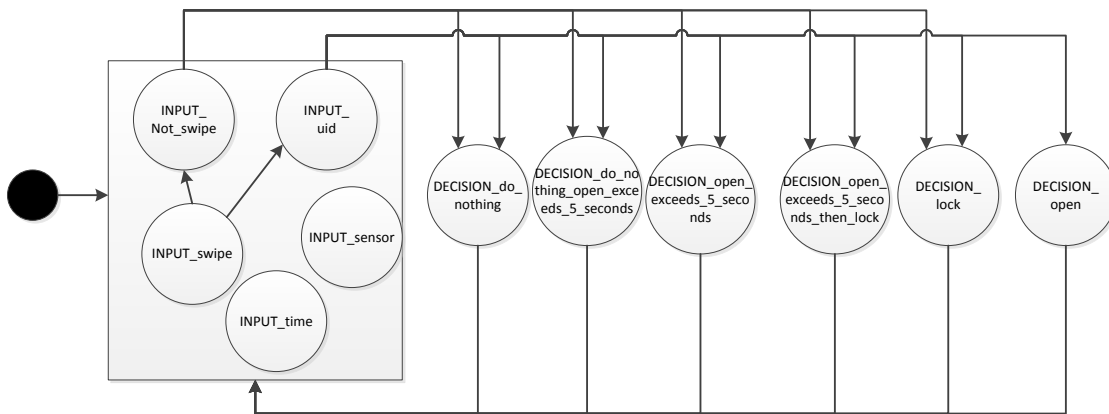 INPUT_
Not_swipe
INPUT_
uid
INPUT_swipe
INPUT_sensor
INPUT_time
DECISION_do_
nothing
DECISION_do_no
thing_open_exce
eds_5_seconds
DECISION_open_
exceeds_5_seco
nds
DECISION_open_
exceeds_5_seco
nds_then_lock
DECISION_
lock
DECISION_
open